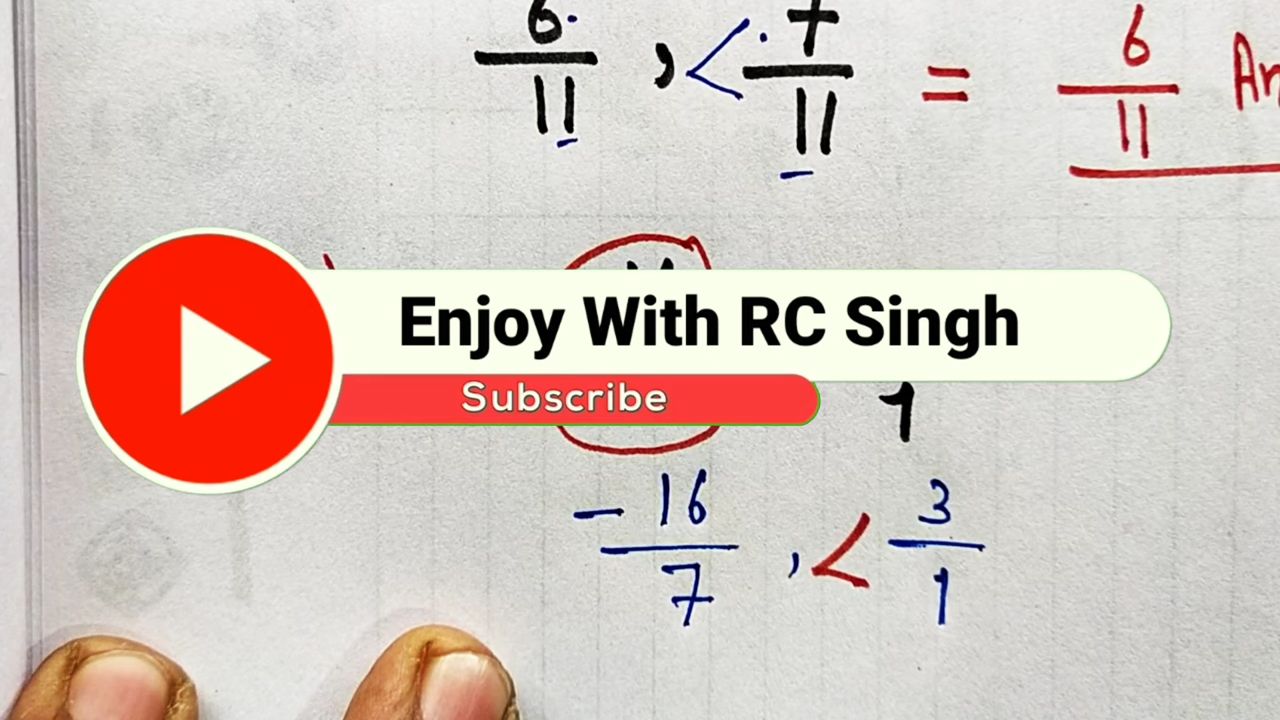 6/11 , < 7/11 = 6/11 An
Enjoy With RC Singh
Subscribe
1
-16/7 , < 3/1